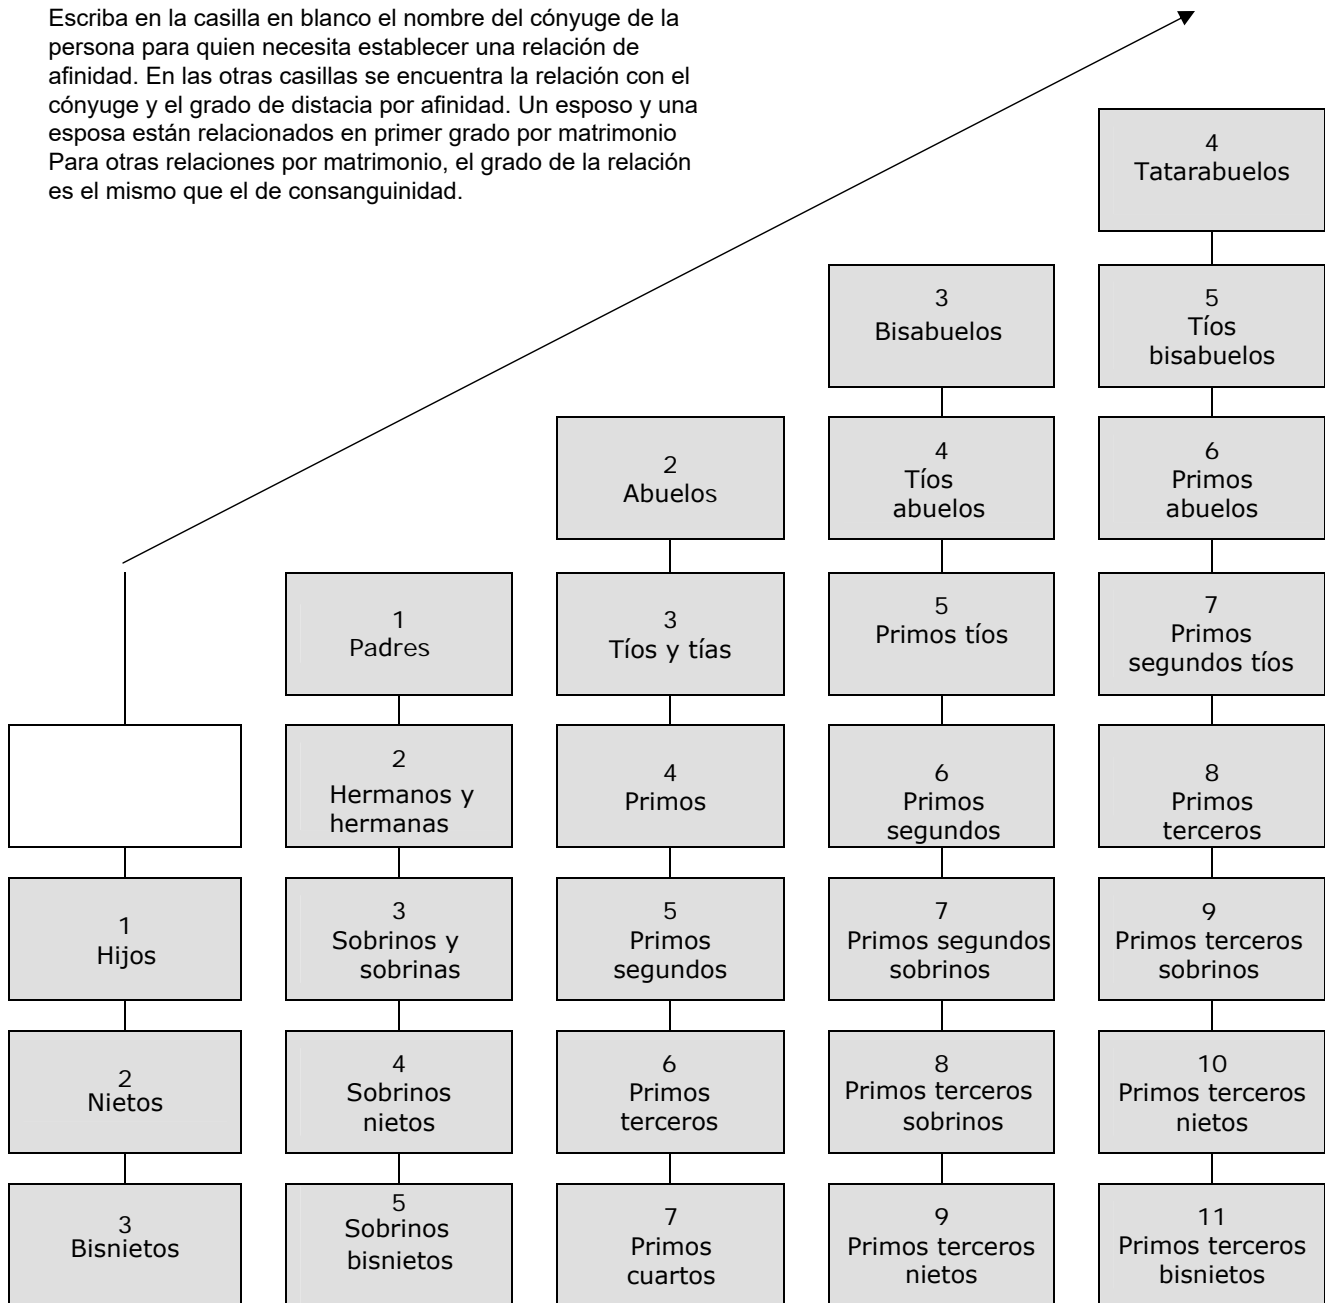 Escriba en la casilla en blanco el nombre del cónyuge de la
persona para quien necesita establecer una relación de
afinidad. En las otras casillas se encuentra la relación con el
cónyuge y el grado de distacia por afinidad. Un esposo y una
esposa están relacionados en primer grado por matrimonio
Para otras relaciones por matrimonio, el grado de la relación
es el mismo que el de consanguinidad.
4
Tatarabuelos
3
Bisabuelos
5
Tíos
bisabuelos
2
Abuelos
4
Tíos
abuelos
6
Primos
abuelos
1
Padres
3
Tíos y tías
5
Primos tíos
7
Primos
segundos tíos
2
Hermanos y
hermanas
4
Primos
6
Primos
segundos
8
Primos
terceros
1
Hijos
3
Sobrinos y
sobrinas
5
Primos
segundos
7
Primos segundos
sobrinos
9
Primos terceros
sobrinos
2
Nietos
4
Sobrinos
nietos
6
Primos
terceros
8
Primos terceros
sobrinos
10
Primos terceros
nietos
3
Bisnietos
5
Sobrinos
bisnietos
7
Primos
cuartos
9
Primos terceros
nietos
11
Primos terceros
bisnietos